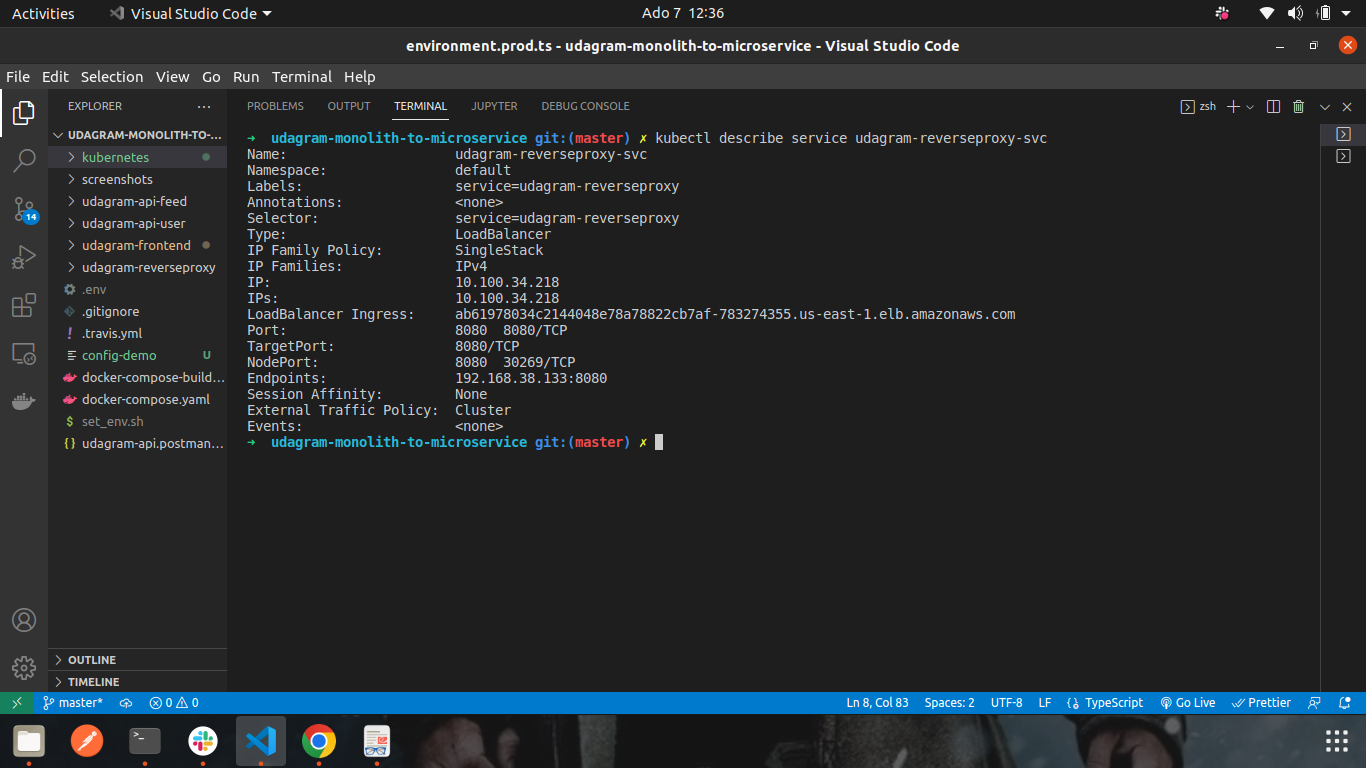 Activities Visual Studio Code Ado 7 12:36
environment.prod.ts - udagram-monolith-to-microservice - Visual Studio Code
File Edit Selection View Go Run Terminal Help
EXPLORER ...
UDAGRAM-MONOLITH-TO-...
kubernetes
screenshots
udagram-api-feed
udagram-api-user
udagram-frontend
udagram-reverseproxy
.env
.gitignore
! .travis.yml
config-demo U
docker-compose-build...
docker-compose.yaml
$ set_env.sh
{} udagram-api.postman...
OUTLINE
TIMELINE
14
PROBLEMS OUTPUT TERMINAL JUPYTER DEBUG CONSOLE zsh
➜ udagram-monolith-to-microservice git:(master) ✗ kubectl describe service udagram-reverseproxy-svc
Name: udagram-reverseproxy-svc
Namespace: default
Labels: service=udagram-reverseproxy
Annotations: <none>
Selector: service=udagram-reverseproxy
Type: LoadBalancer
IP Family Policy: SingleStack
IP Families: IPv4
IP: 10.100.34.218
IPs: 10.100.34.218
LoadBalancer Ingress: ab61978034c2144048e78a78822cb7af-783274355.us-east-1.elb.amazonaws.com
Port: 8080 8080/TCP
TargetPort: 8080/TCP
NodePort: 8080 30269/TCP
Endpoints: 192.168.38.133:8080
Session Affinity: None
External Traffic Policy: Cluster
Events: <none>
➜ udagram-monolith-to-microservice git:(master) ✗
master* 0 0 Ln 8, Col 83 Spaces: 2 UTF-8 LF {} TypeScript Go Live Prettier